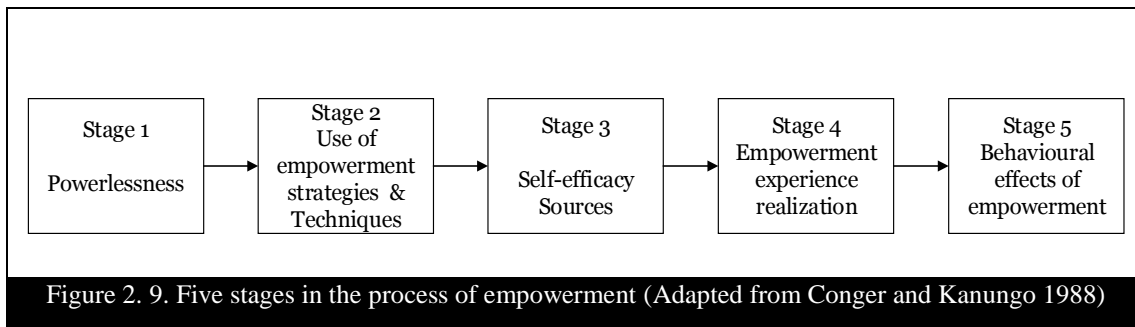 Stage 1
Powerlessness
Stage 2
Use of
empowerment
strategies &
Techniques
Stage 3
Self-efficacy
Sources
Stage 4
Empowerment
experience
realization
Stage 5
Behavioural
effects of
empowerment
Figure 2. 9. Five stages in the process of empowerment (Adapted from Conger and Kanungo 1988)